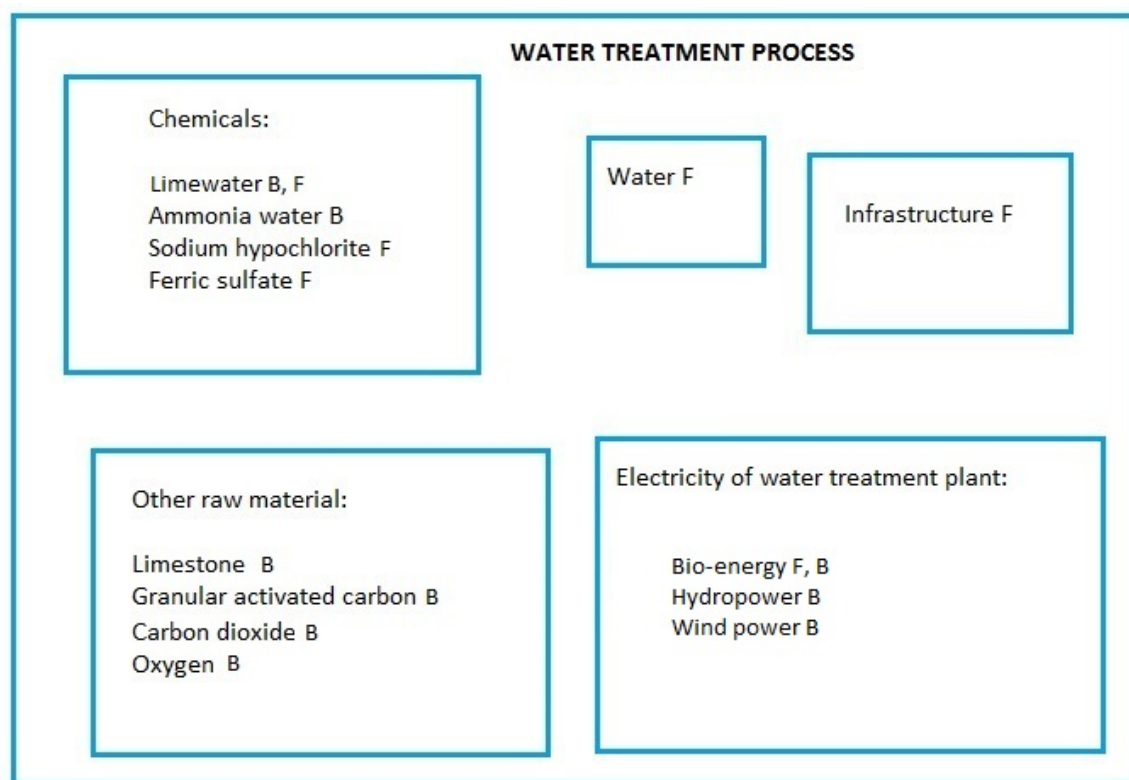 WATER TREATMENT PROCESS
Chemicals:
Limewater B, F
Ammonia water B
Sodium hypochlorite F
Ferric sulfate F
Water F
Infrastructure F
Other raw material:
Limestone B
Granular activated carbon B
Carbon dioxide B
Oxygen B
Electricity of water treatment plant:
Bio-energy F, B
Hydropower B
Wind power B